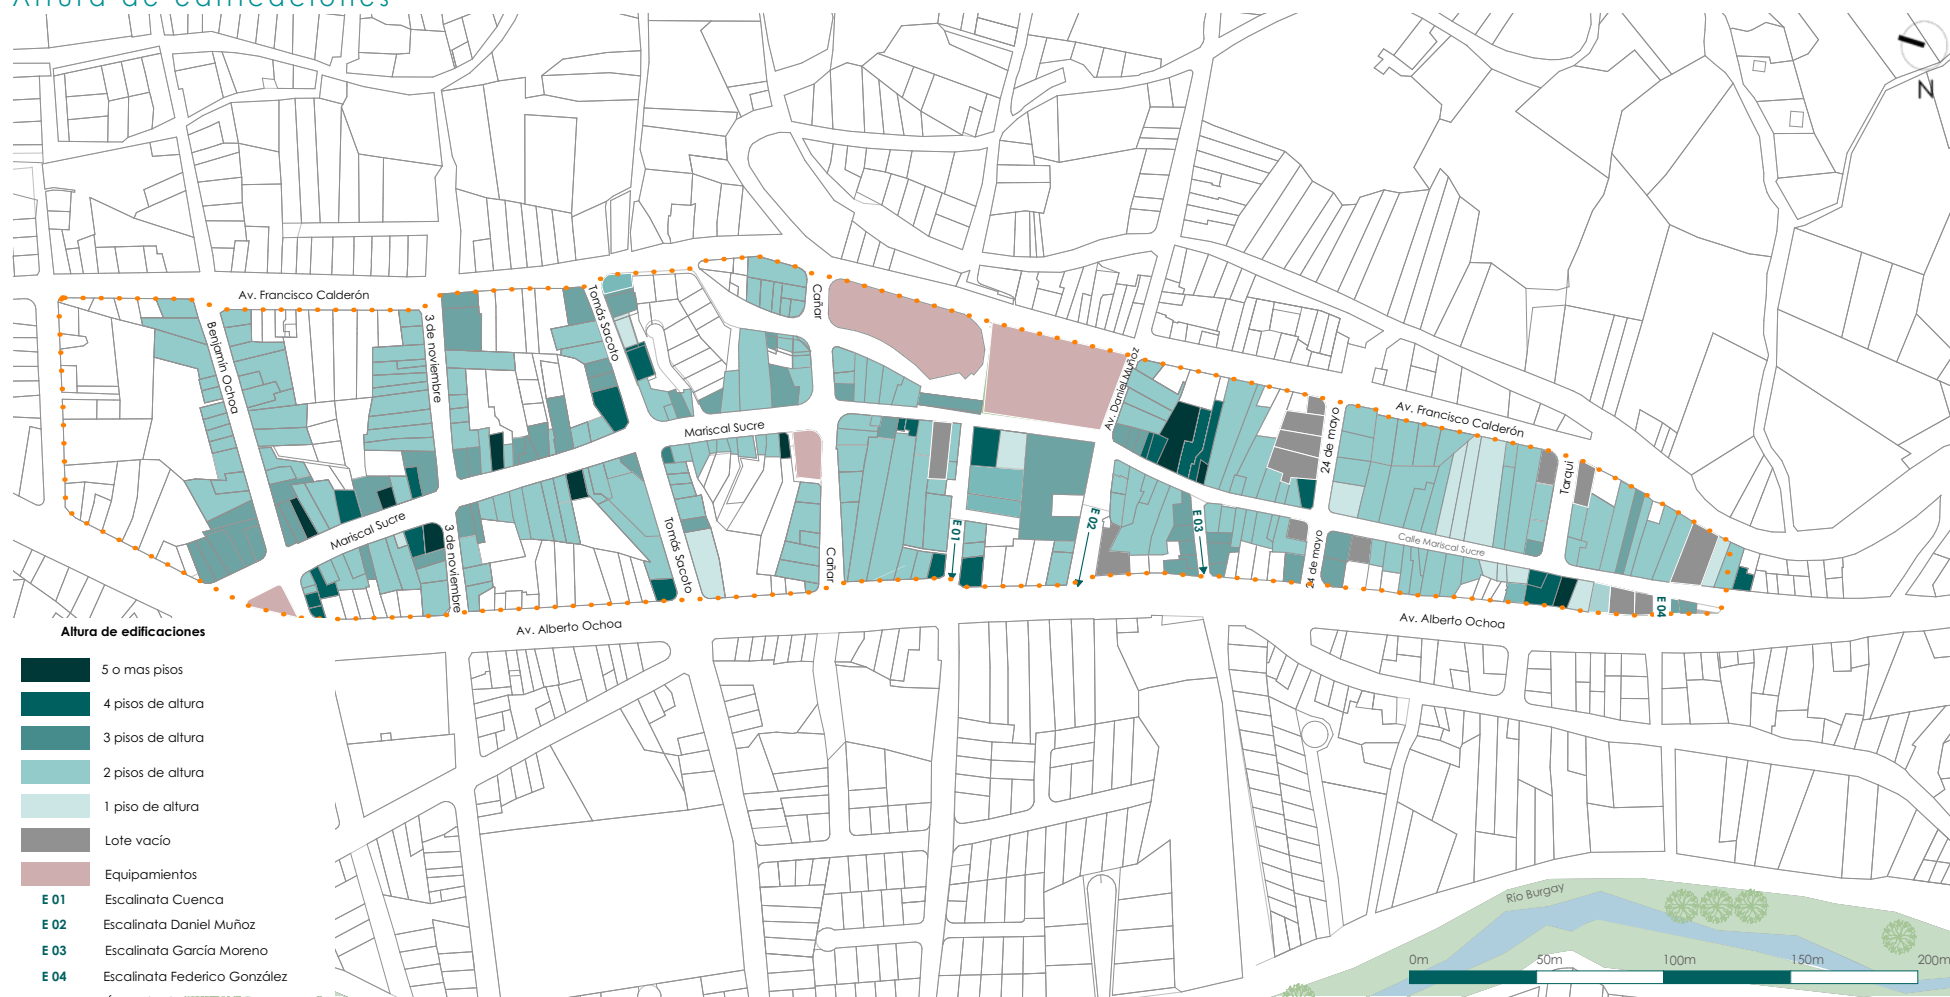 Altura de edificaciones
N
Av. Francisco Calderón
Benjamín Ochoa
3 de noviembre
Tomás Sacoto
Cañar
Av. Daniel Muñoz
24 de mayo
Av. Francisco Calderón
Tarqui
Mariscal Sucre
Mariscal Sucre
3 de noviembre
Tomás Sacoto
Cañar
E 01
E 02
E 03
24 de mayo
Calle Mariscal Sucre
E 04
Av. Alberto Ochoa
Av. Alberto Ochoa
Altura de edificaciones
5 o mas pisos
4 pisos de altura
3 pisos de altura
2 pisos de altura
1 piso de altura
Lote vacío
Equipamientos
E 01 Escalinata Cuenca
E 02 Escalinata Daniel Muñoz
E 03 Escalinata García Moreno
E 04 Escalinata Federico González
Río Burgay
0m 50m 100m 150m 200m